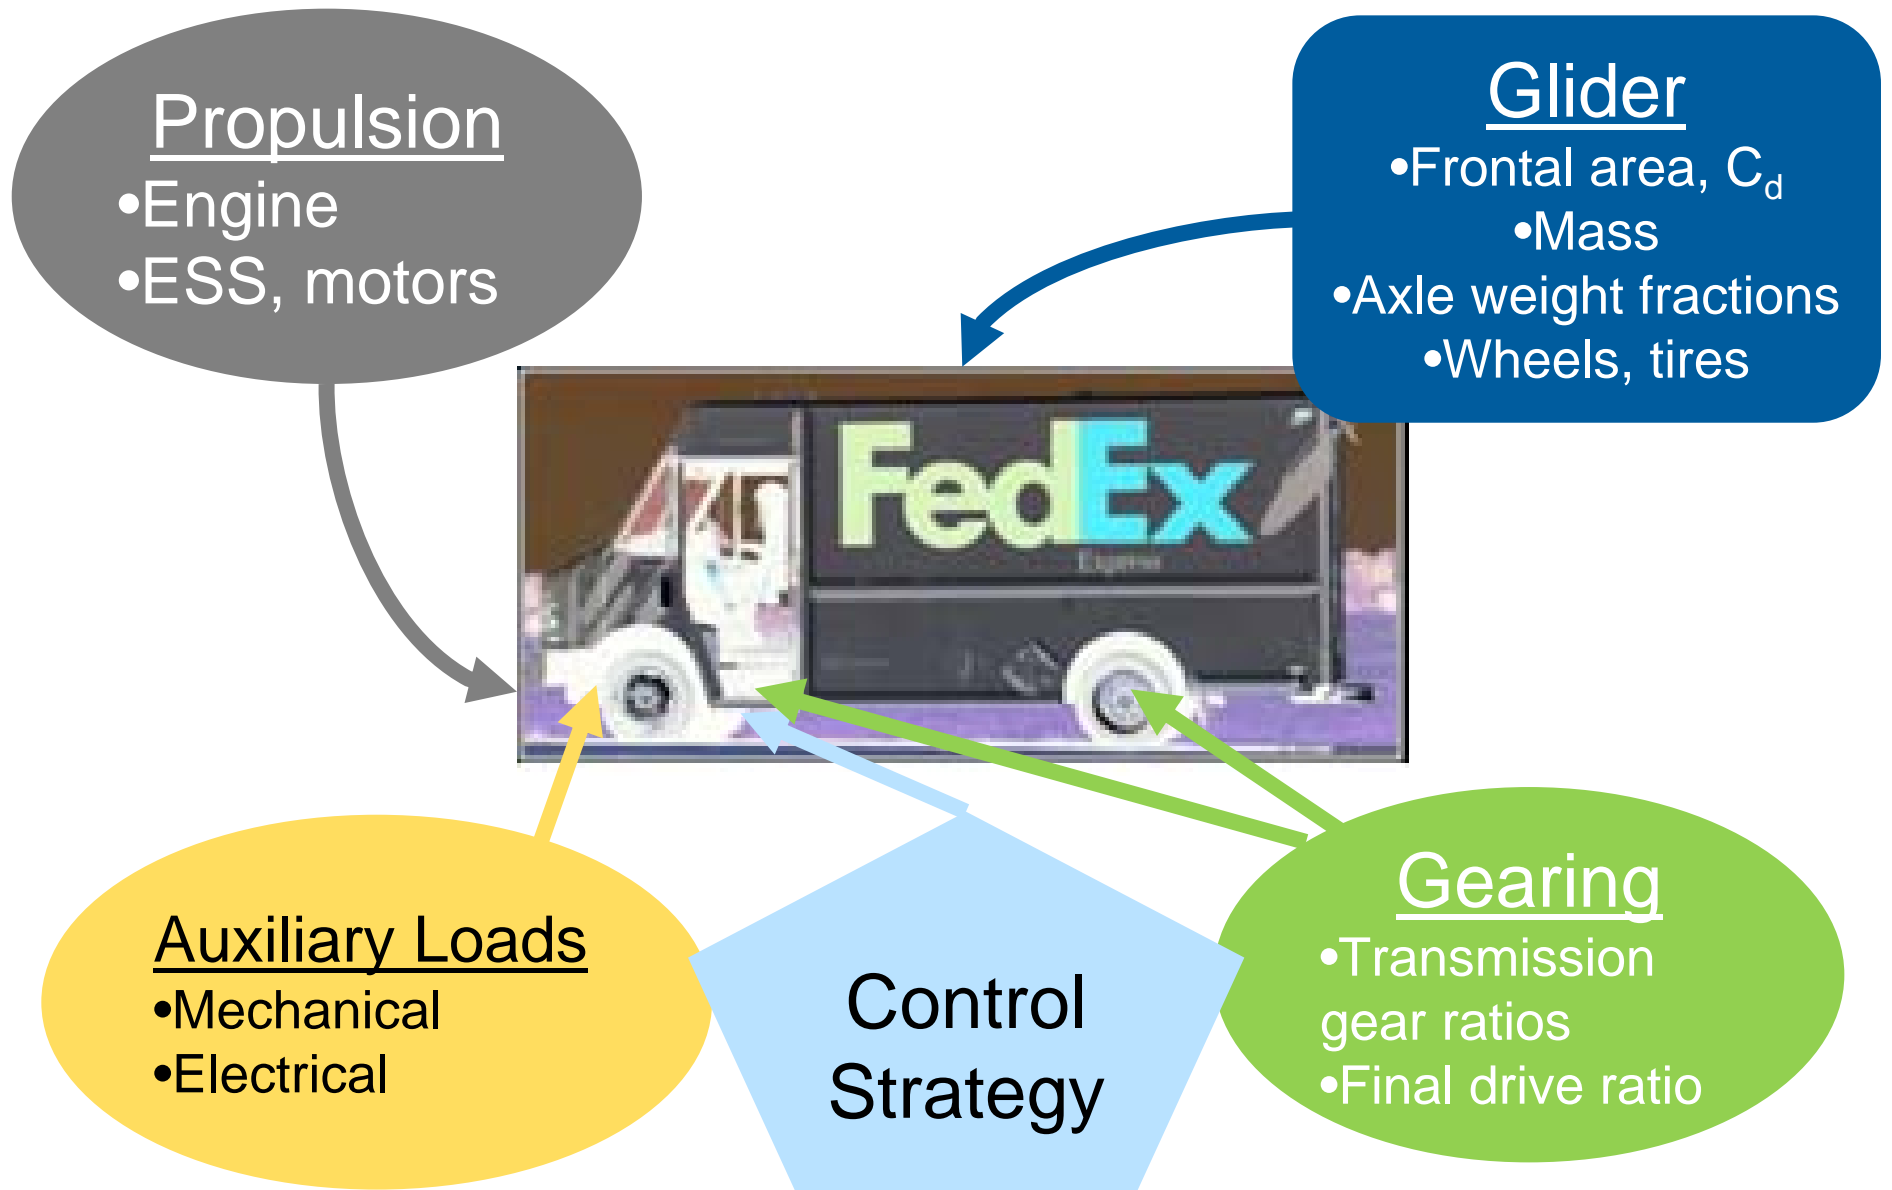 Propulsion
•Engine
•ESS, motors
Glider
•Frontal area, Cd
•Mass
•Axle weight fractions
•Wheels, tires
FedEx
Express
Auxiliary Loads
•Mechanical
•Electrical
Control
Strategy
Gearing
•Transmission
gear ratios
•Final drive ratio